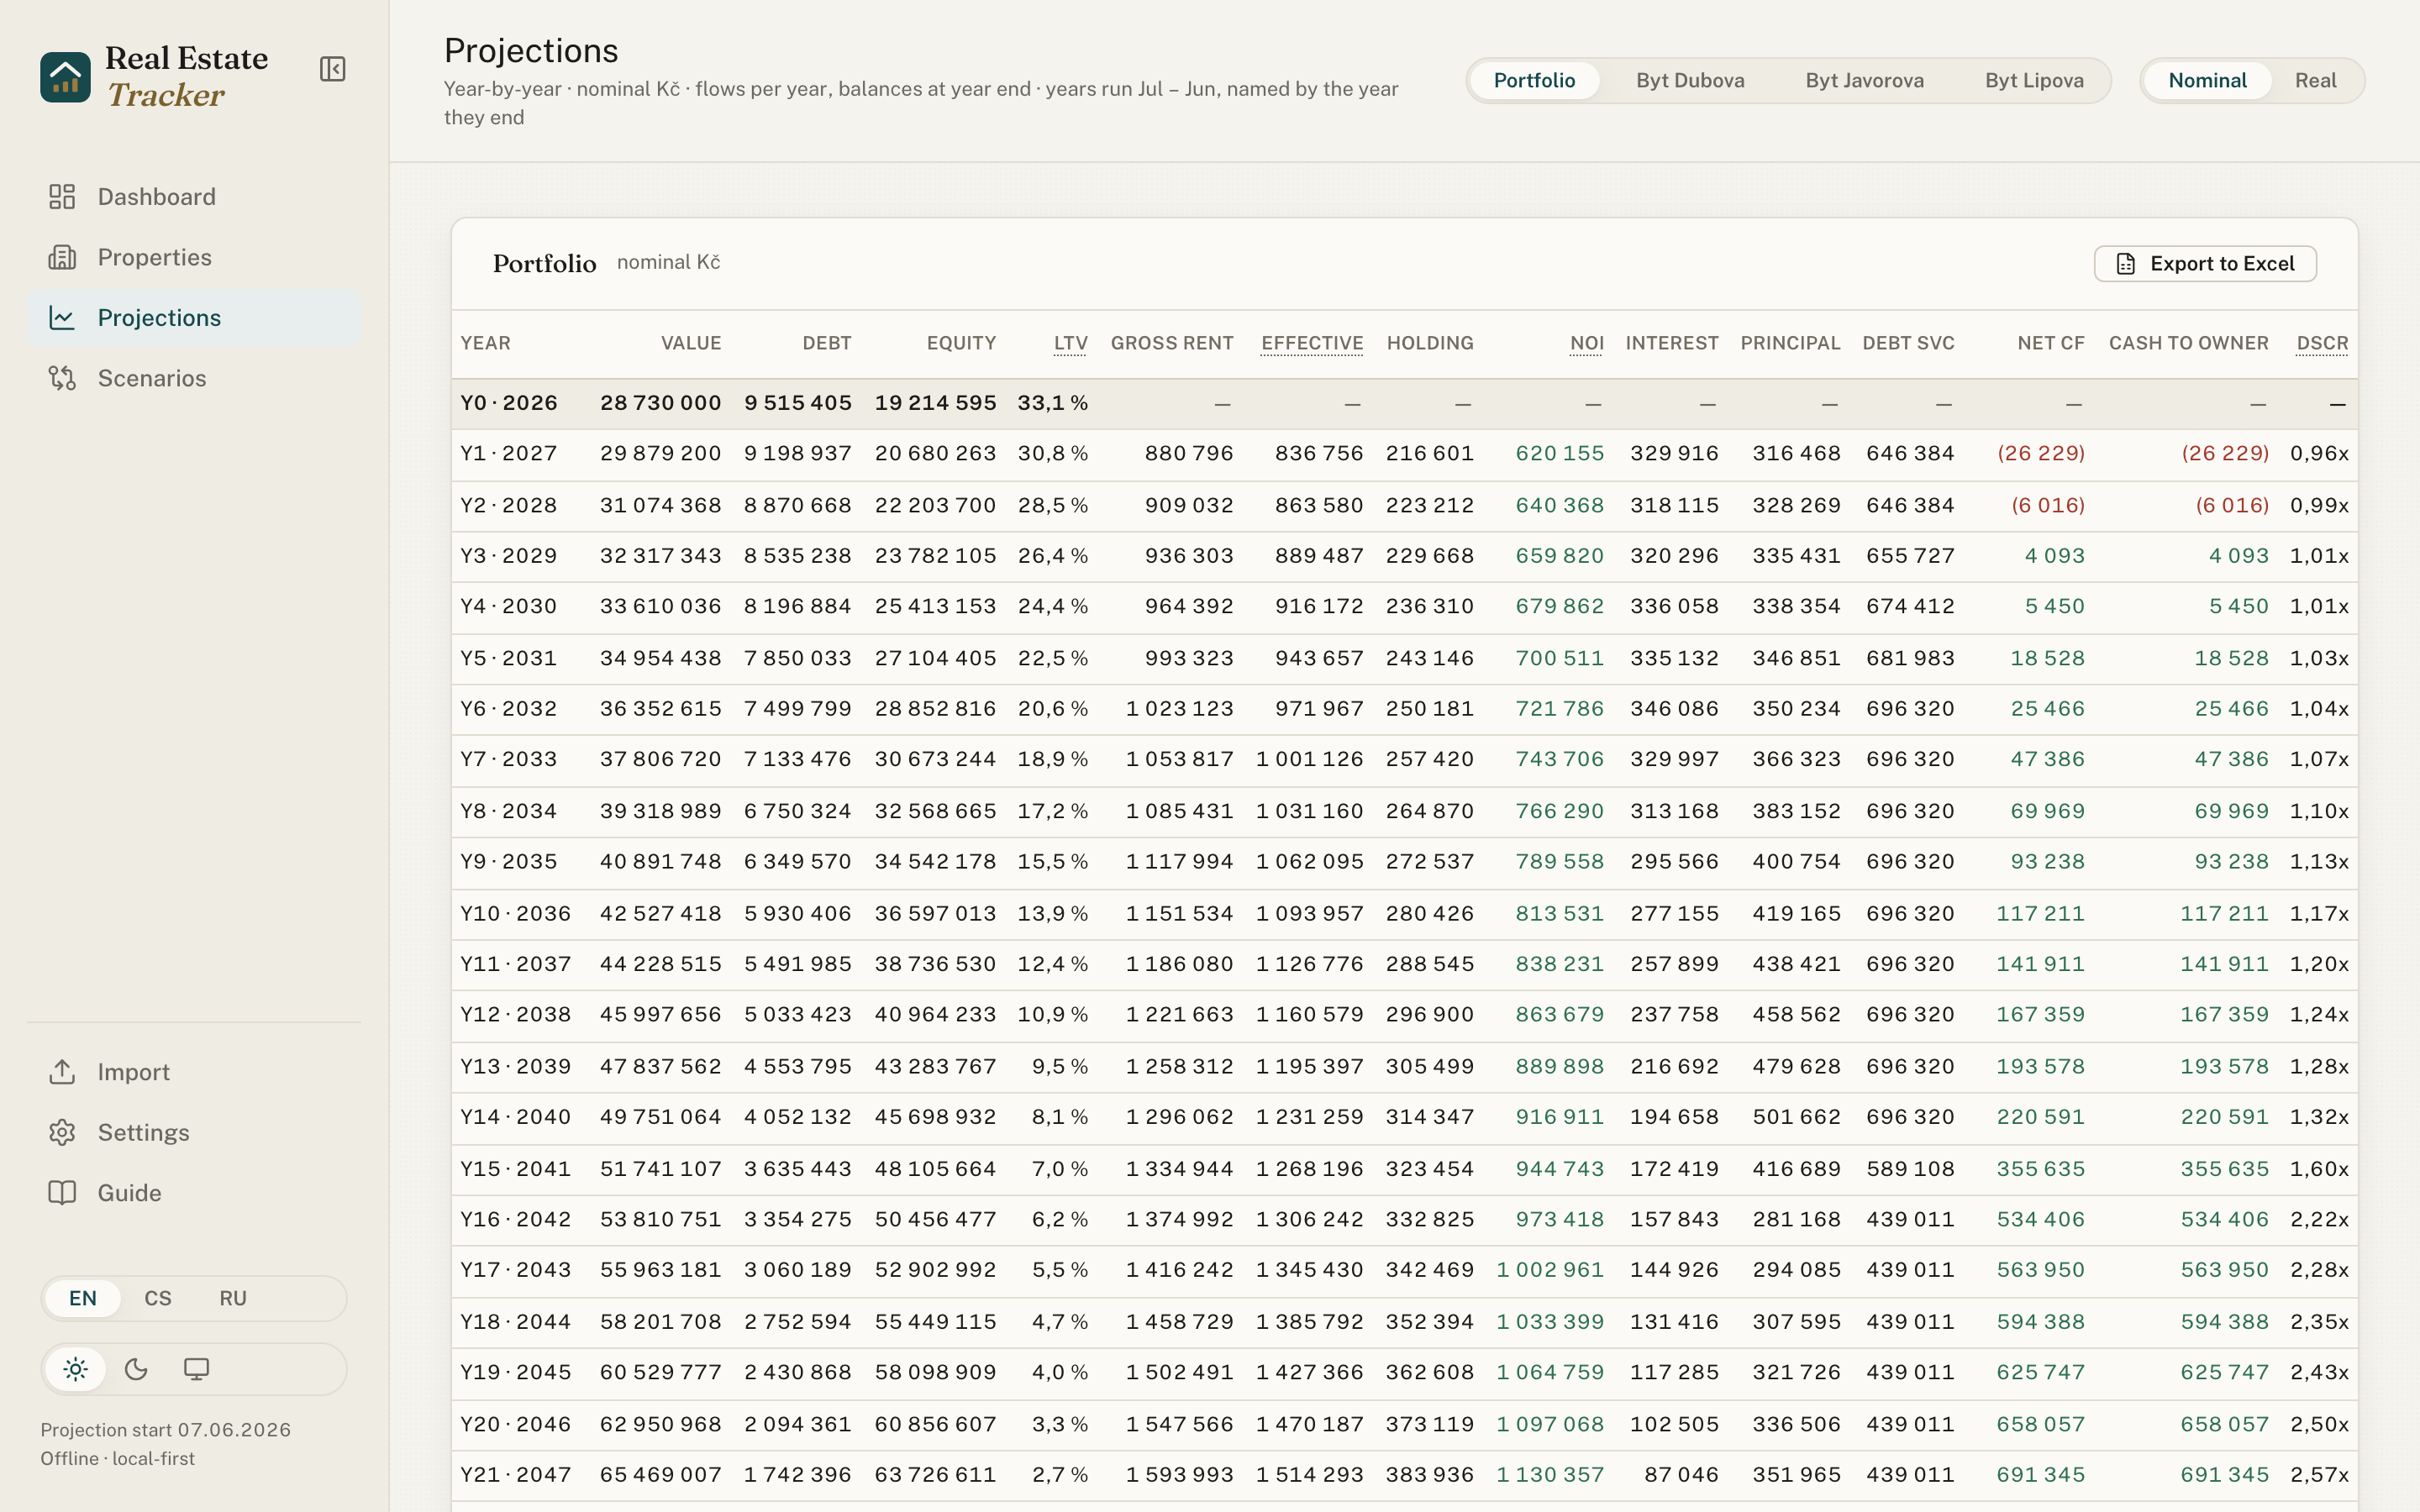 Real Estate
Tracker
Dashboard
Properties
Projections
Scenarios
Import
Settings
Guide
EN CS RU
Projection start 07.06.2026
Offline · local-first
Projections
Year-by-year · nominal Kč · flows per year, balances at year end · years run Jul – Jun, named by the year
they end
Portfolio Byt Dubova Byt Javorova Byt Lipova
Nominal Real
Portfolio nominal Kč
Export to Excel
YEAR VALUE DEBT EQUITY LTV GROSS RENT EFFECTIVE HOLDING NOI INTEREST PRINCIPAL DEBT SVC NET CF CASH TO OWNER DSCR
Y0 · 2026 28 730 000 9 515 405 19 214 595 33,1 % — — — — — — — — — —
Y1 · 2027 29 879 200 9 198 937 20 680 263 30,8 % 880 796 836 756 216 601 620 155 329 916 316 468 646 384 (26 229) (26 229) 0,96x
Y2 · 2028 31 074 368 8 870 668 22 203 700 28,5 % 909 032 863 580 223 212 640 368 318 115 328 269 646 384 (6 016) (6 016) 0,99x
Y3 · 2029 32 317 343 8 535 238 23 782 105 26,4 % 936 303 889 487 229 668 659 820 320 296 335 431 655 727 4 093 4 093 1,01x
Y4 · 2030 33 610 036 8 196 884 25 413 153 24,4 % 964 392 916 172 236 310 679 862 336 058 338 354 674 412 5 450 5 450 1,01x
Y5 · 2031 34 954 438 7 850 033 27 104 405 22,5 % 993 323 943 657 243 146 700 511 335 132 346 851 681 983 18 528 18 528 1,03x
Y6 · 2032 36 352 615 7 499 799 28 852 816 20,6 % 1 023 123 971 967 250 181 721 786 346 086 350 234 696 320 25 466 25 466 1,04x
Y7 · 2033 37 806 720 7 133 476 30 673 244 18,9 % 1 053 817 1 001 126 257 420 743 706 329 997 366 323 696 320 47 386 47 386 1,07x
Y8 · 2034 39 318 989 6 750 324 32 568 665 17,2 % 1 085 431 1 031 160 264 870 766 290 313 168 383 152 696 320 69 969 69 969 1,10x
Y9 · 2035 40 891 748 6 349 570 34 542 178 15,5 % 1 117 994 1 062 095 272 537 789 558 295 566 400 754 696 320 93 238 93 238 1,13x
Y10 · 2036 42 527 418 5 930 406 36 597 013 13,9 % 1 151 534 1 093 957 280 426 813 531 277 155 419 165 696 320 117 211 117 211 1,17x
Y11 · 2037 44 228 515 5 491 985 38 736 530 12,4 % 1 186 080 1 126 776 288 545 838 231 257 899 438 421 696 320 141 911 141 911 1,20x
Y12 · 2038 45 997 656 5 033 423 40 964 233 10,9 % 1 221 663 1 160 579 296 900 863 679 237 758 458 562 696 320 167 359 167 359 1,24x
Y13 · 2039 47 837 562 4 553 795 43 283 767 9,5 % 1 258 312 1 195 397 305 499 889 898 216 692 479 628 696 320 193 578 193 578 1,28x
Y14 · 2040 49 751 064 4 052 132 45 698 932 8,1 % 1 296 062 1 231 259 314 347 916 911 194 658 501 662 696 320 220 591 220 591 1,32x
Y15 · 2041 51 741 107 3 635 443 48 105 664 7,0 % 1 334 944 1 268 196 323 454 944 743 172 419 416 689 589 108 355 635 355 635 1,60x
Y16 · 2042 53 810 751 3 354 275 50 456 477 6,2 % 1 374 992 1 306 242 332 825 973 418 157 843 281 168 439 011 534 406 534 406 2,22x
Y17 · 2043 55 963 181 3 060 189 52 902 992 5,5 % 1 416 242 1 345 430 342 469 1 002 961 144 926 294 085 439 011 563 950 563 950 2,28x
Y18 · 2044 58 201 708 2 752 594 55 449 115 4,7 % 1 458 729 1 385 792 352 394 1 033 399 131 416 307 595 439 011 594 388 594 388 2,35x
Y19 · 2045 60 529 777 2 430 868 58 098 909 4,0 % 1 502 491 1 427 366 362 608 1 064 759 117 285 321 726 439 011 625 747 625 747 2,43x
Y20 · 2046 62 950 968 2 094 361 60 856 607 3,3 % 1 547 566 1 470 187 373 119 1 097 068 102 505 336 506 439 011 658 057 658 057 2,50x
Y21 · 2047 65 469 007 1 742 396 63 726 611 2,7 % 1 593 993 1 514 293 383 936 1 130 357 87 046 351 965 439 011 691 345 691 345 2,57x